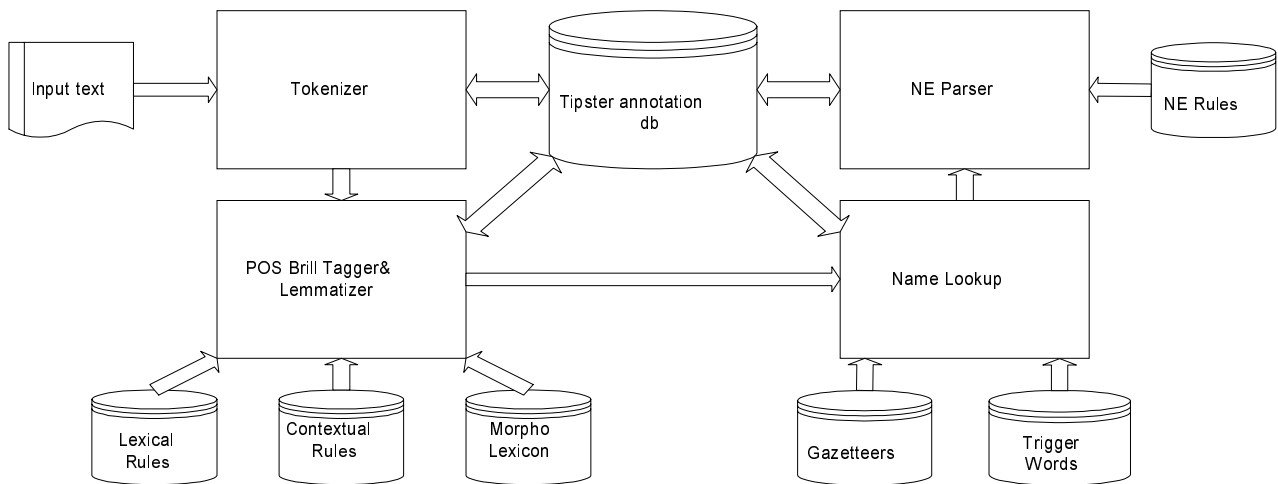 Input text
Tokenizer
Tipster annotation
db
NE Parser
NE Rules
POS Brill Tagger&
Lemmatizer
Name Lookup
Lexical
Rules
Contextual
Rules
Morpho
Lexicon
Gazetteers
Trigger
Words